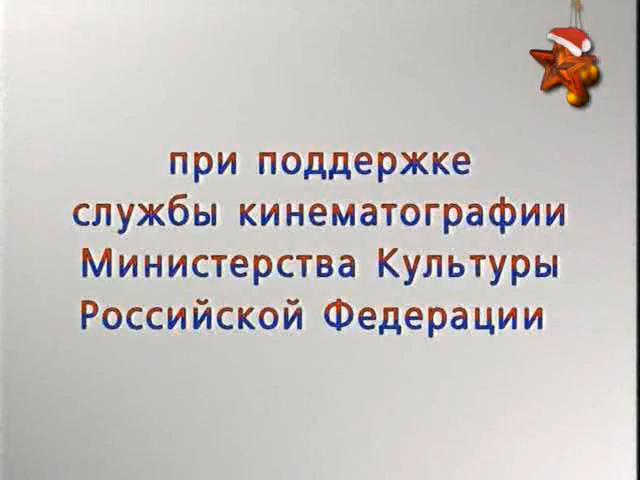 при поддержке
службы кинематографии
Министерства Культуры
Российской Федерации